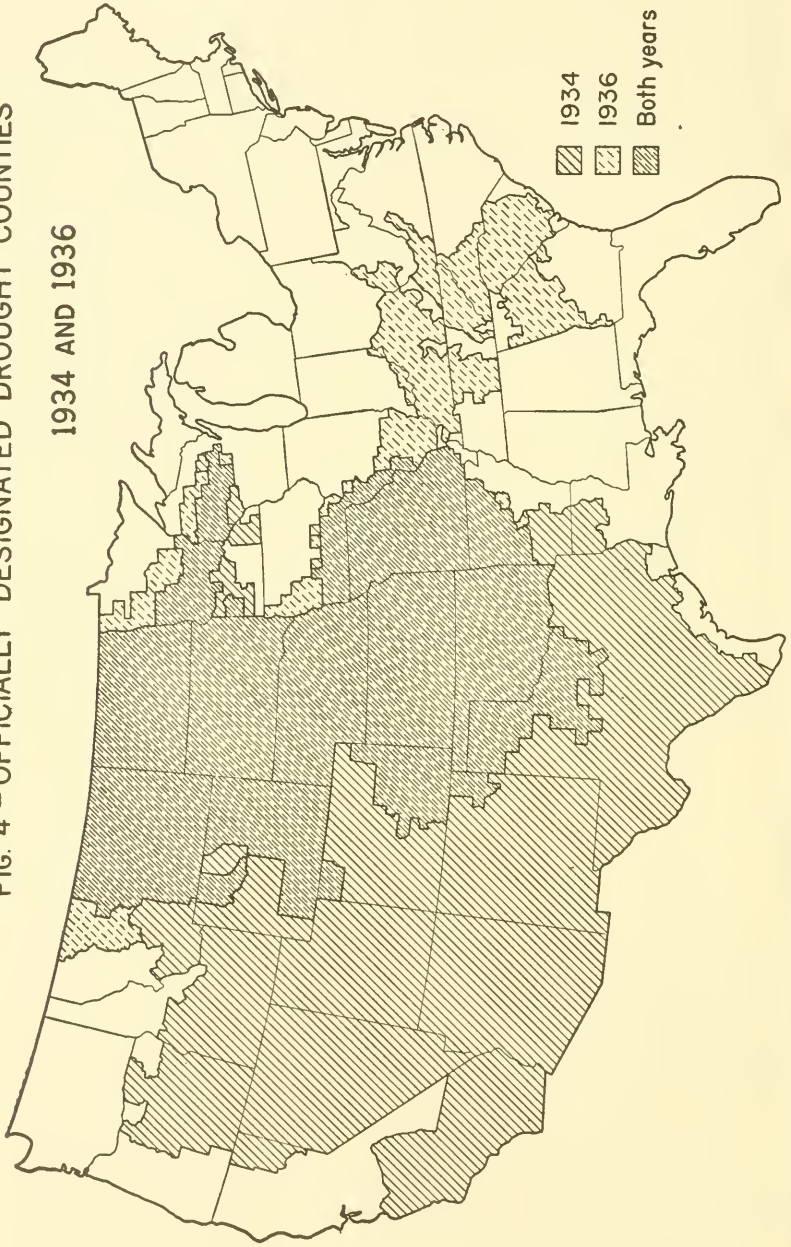 FIG. 4 - OFFICIALLY DESIGNATED DROUGHT COUNTIES
1934 AND 1936
1934
1936
Both years